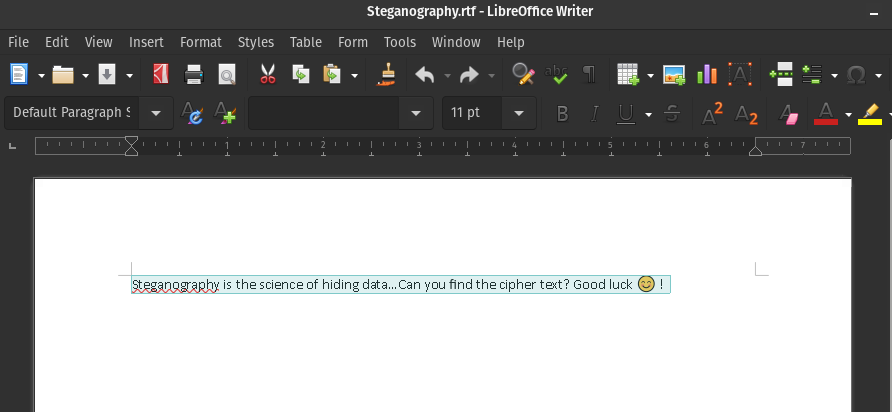 Steganography.rtf - LibreOffice Writer
File Edit View Insert Format Styles Table Form Tools Window Help
Default Paragraph S 11 pt
1 2 3 4 5 6 7
Steganography is the science of hiding data...Can you find the cipher text? Good luck 😊 !